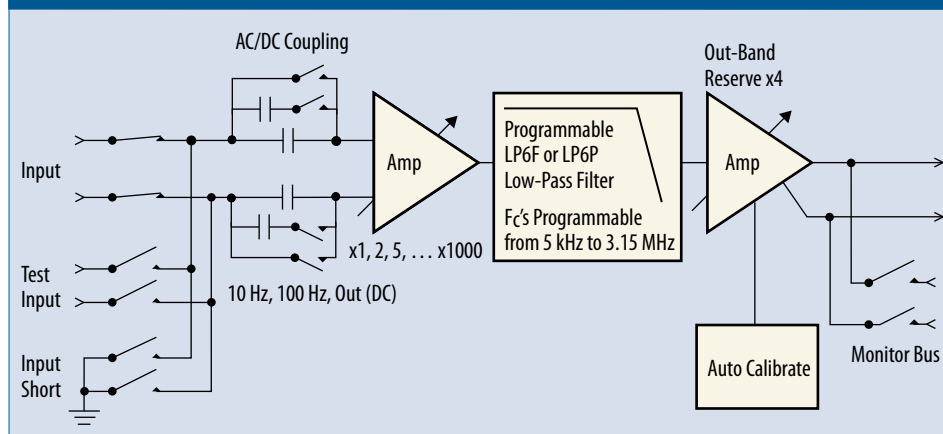 AC/DC Coupling
Out-Band
Reserve x4
Input
Amp
Programmable
LP6F or LP6P
Low-Pass Filter
Fc's Programmable
from 5 kHz to 3.15 MHz
Amp
x1, 2, 5, … x1000
Test
Input
10 Hz, 100 Hz, Out (DC)
Input
Short
Auto Calibrate
Monitor Bus